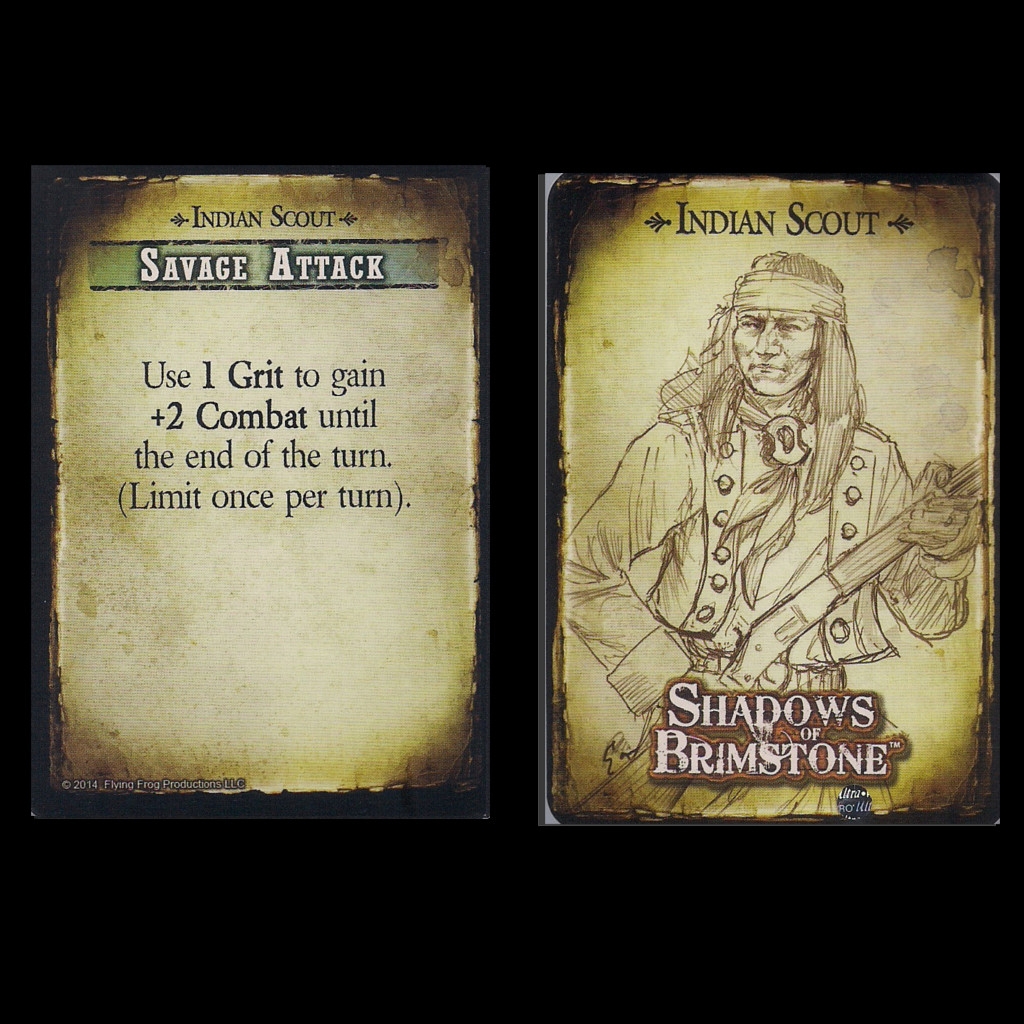 INDIAN SCOUT
SAVAGE ATTACK
Use 1 Grit to gain
+2 Combat until
the end of the turn.
(Limit once per turn).
© 2014 Flying Frog Productions LLC
INDIAN SCOUT
SHADOWS
OF
BRIMSTONE™